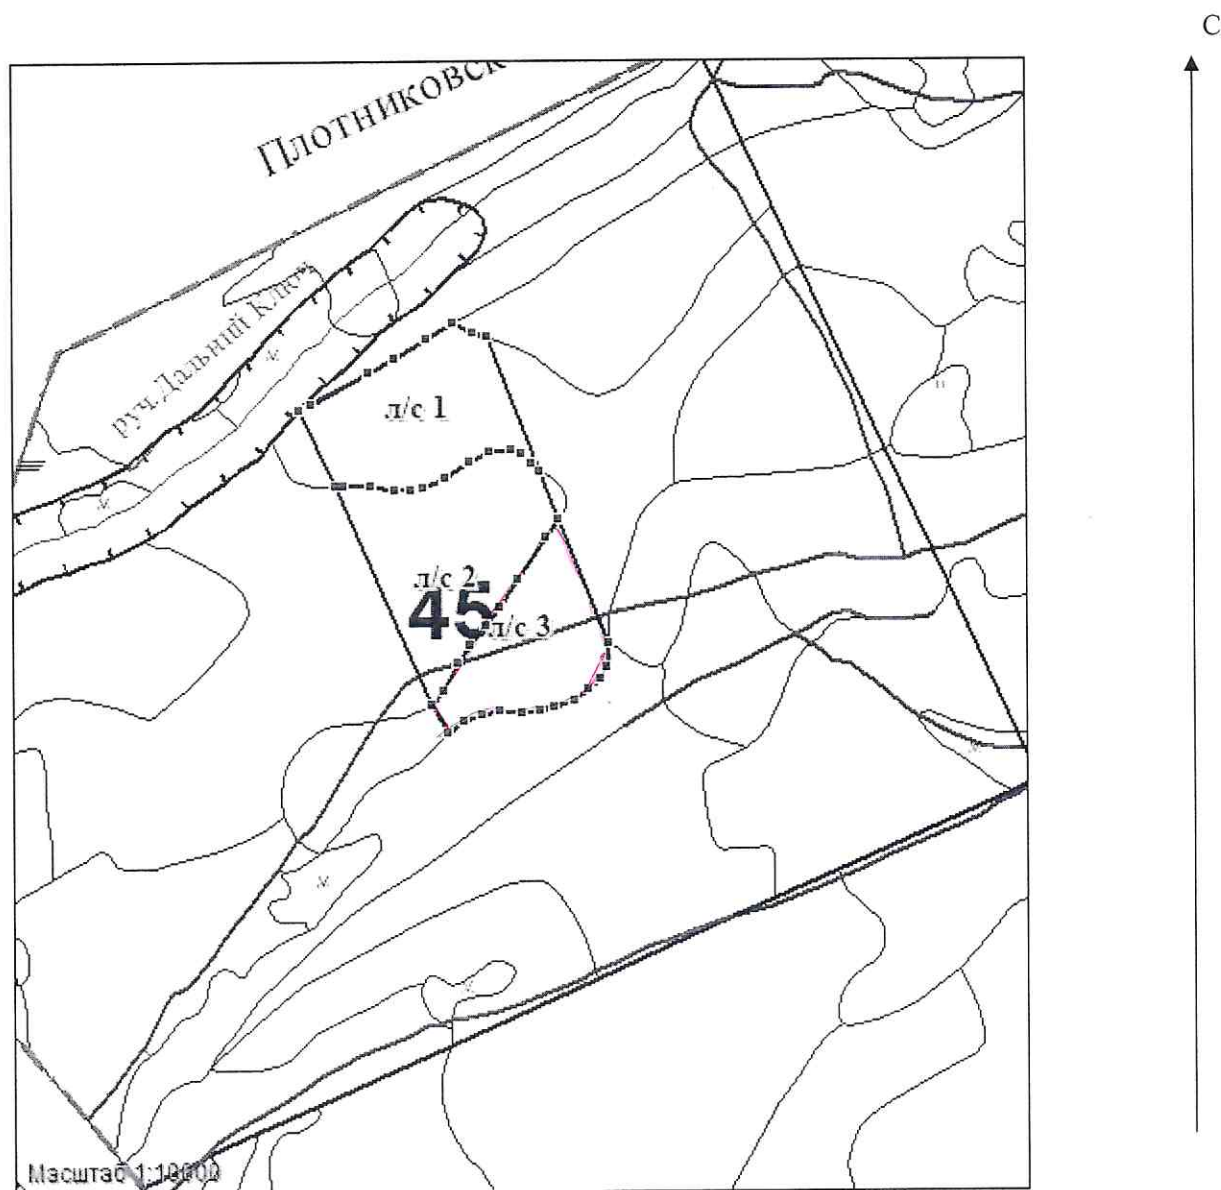 С
Плотниковск
руч.Дальний Ключ
л/с 1
л/с 2
45
л/с 3
Масштаб 1:10000